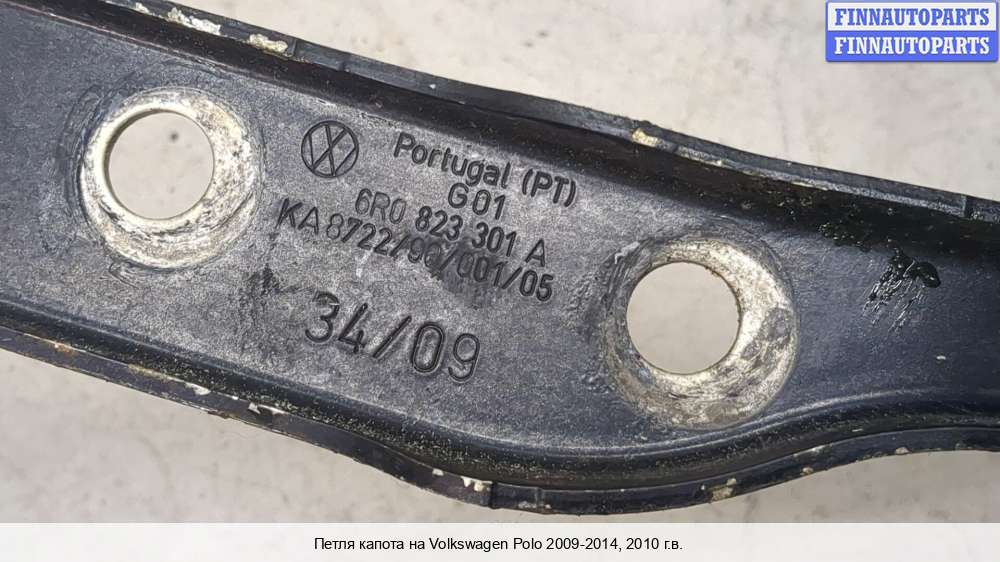 FINNAUTOPARTS
FINNAUTOPARTS
Portugal (PT)
G01
6R0 823 301 A
KA 8722/90/001/05
34/09
Петля капота на Volkswagen Polo 2009-2014, 2010 г.в.